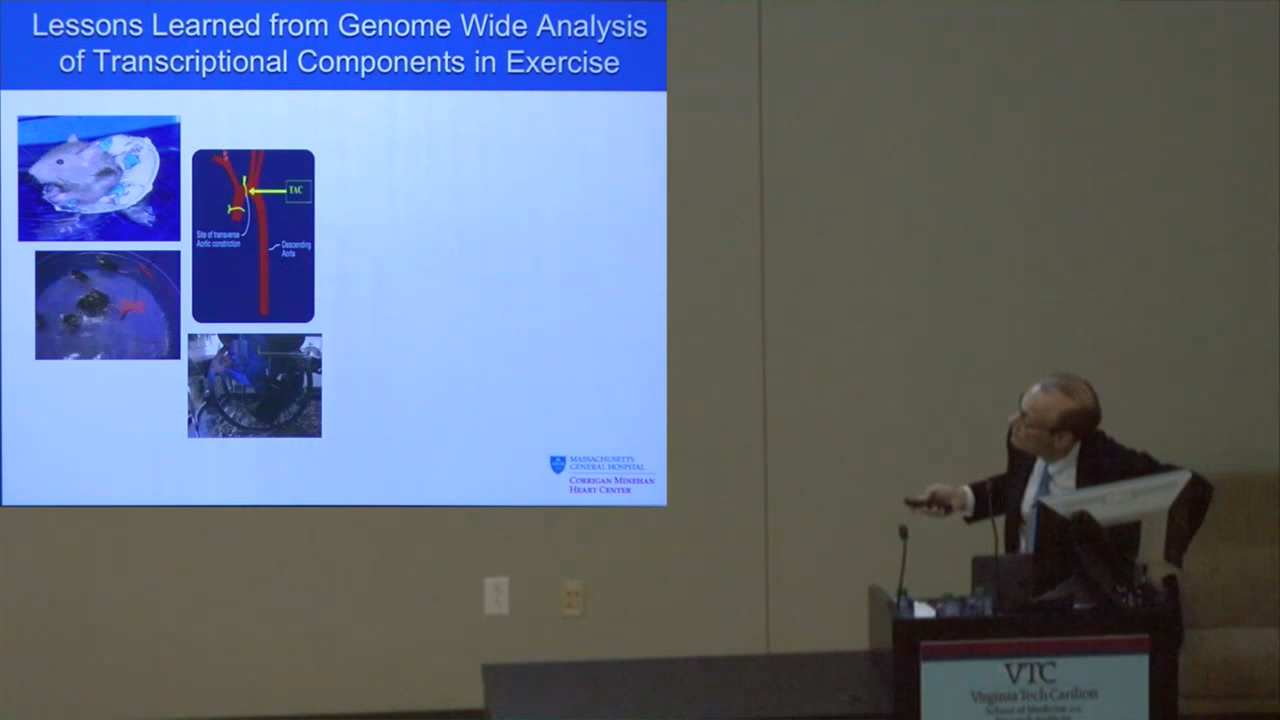 Lessons Learned from Genome Wide Analysis
of Transcriptional Components in Exercise
TAC
Site of transverse
Aortic constriction
Descending
Aorta
MASSACHUSETTS
GENERAL HOSPITAL
CORRIGAN MINEHAN
HEART CENTER
VTC
Virginia Tech Carilion
School of Medicine and